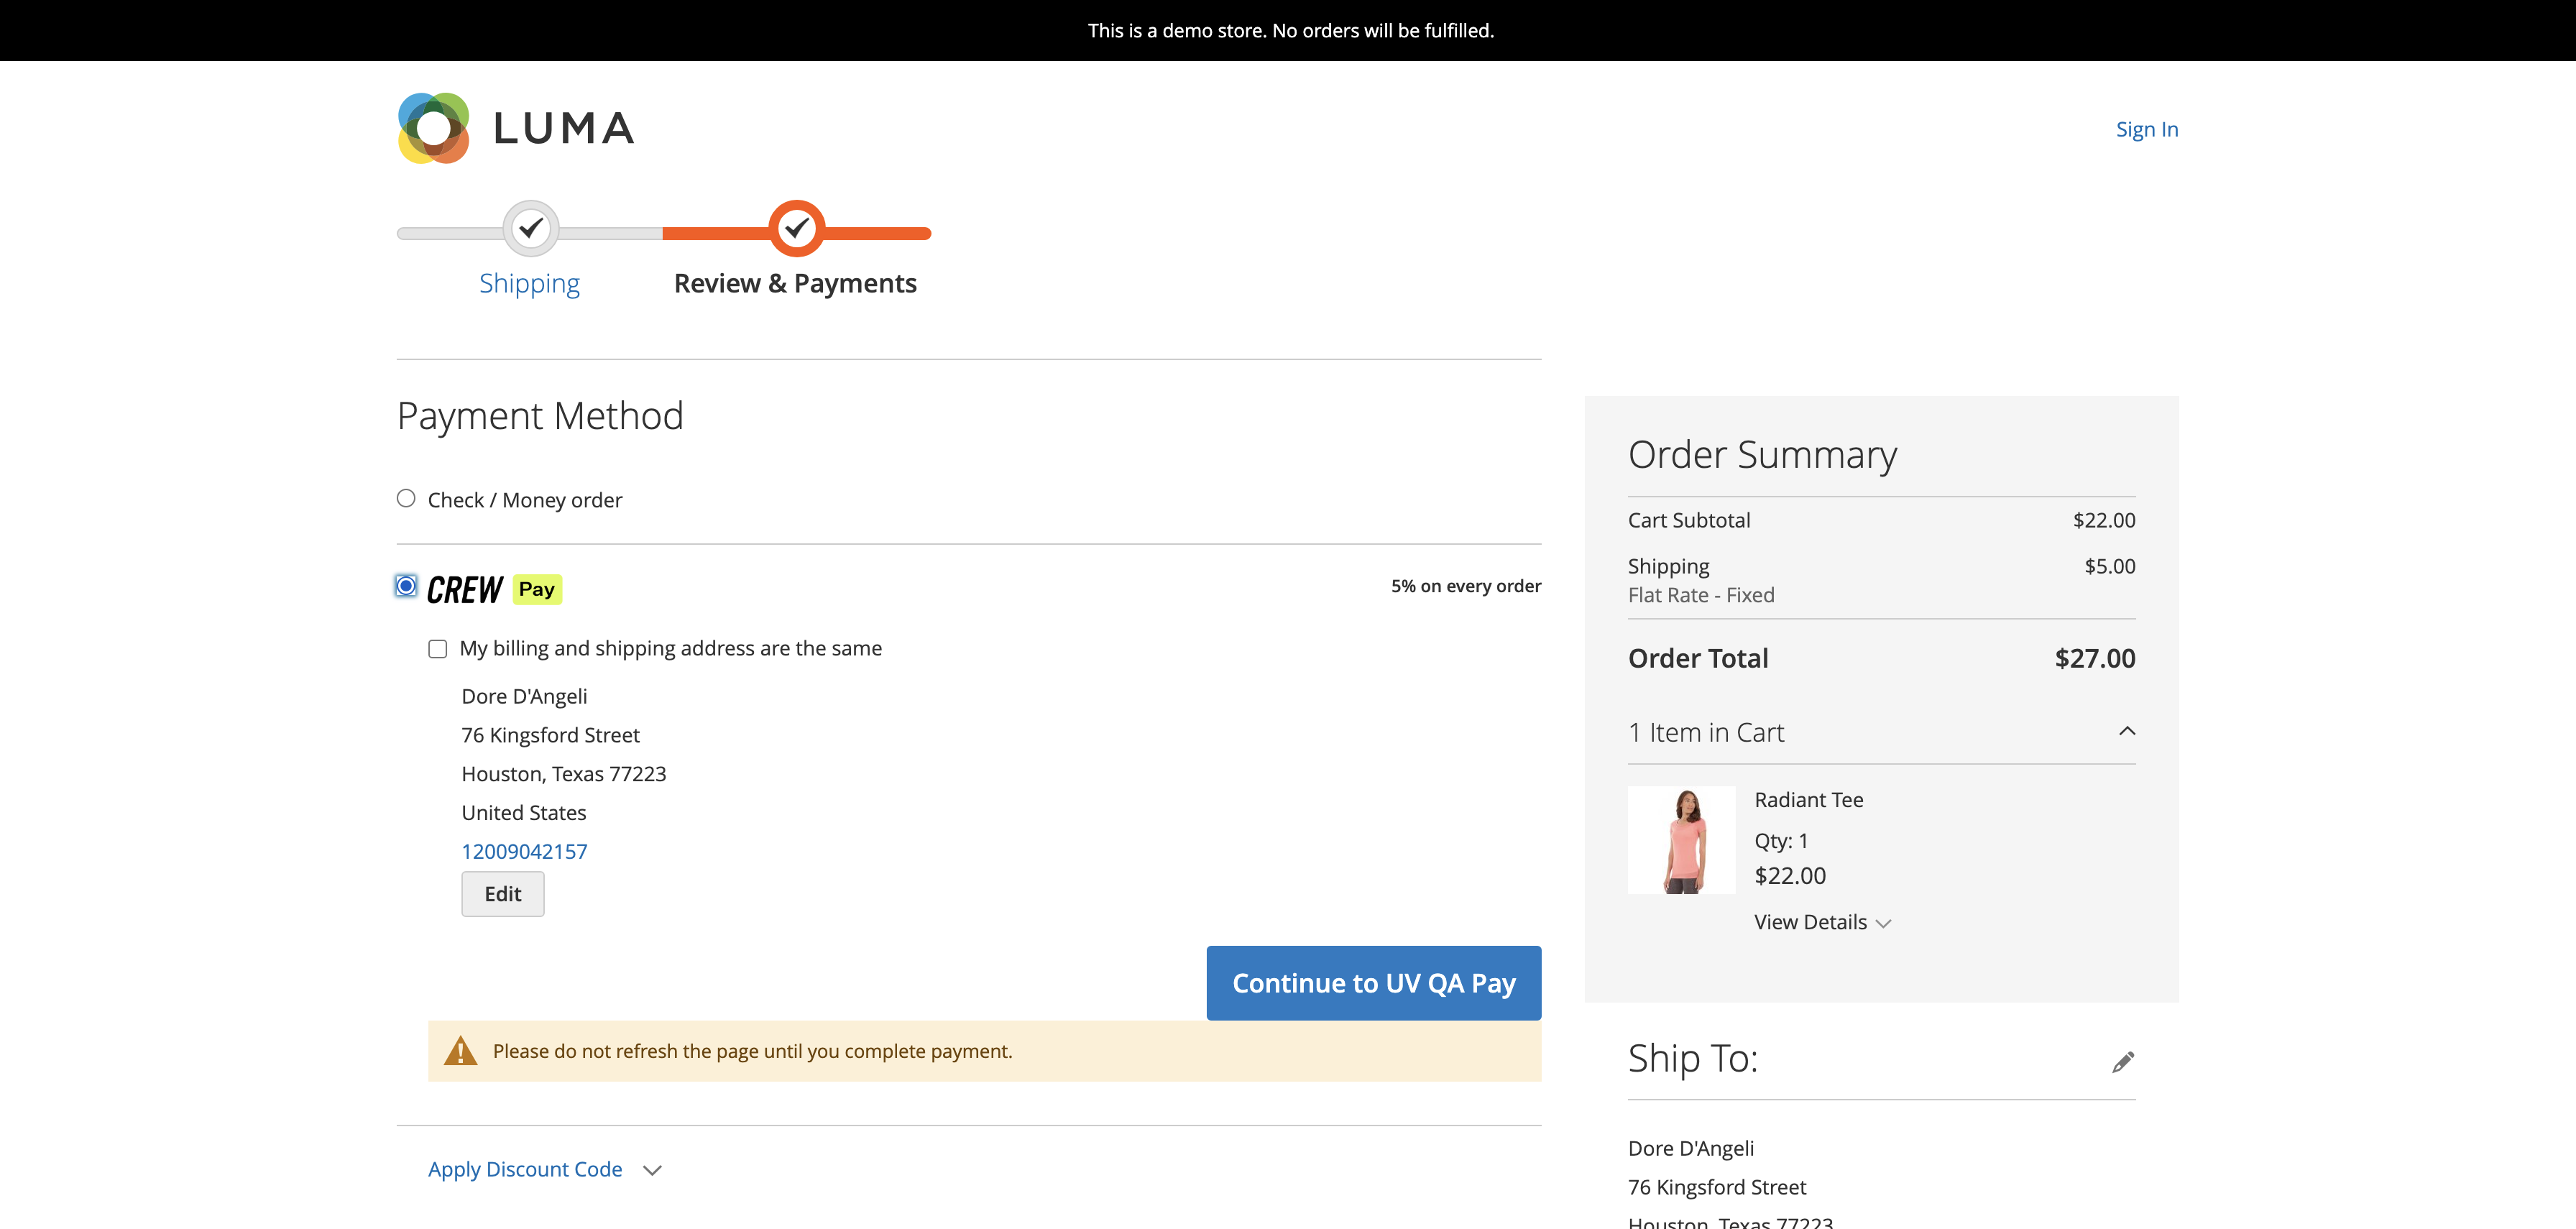 This is a demo store. No orders will be fulfilled.
LUMA
Sign In
Shipping
Review & Payments
Payment Method
Check / Money order
CREW Pay
5% on every order
My billing and shipping address are the same
Dore D'Angeli
76 Kingsford Street
Houston, Texas 77223
United States
12009042157
Edit
Continue to UV QA Pay
Please do not refresh the page until you complete payment.
Apply Discount Code
Order Summary
Cart Subtotal $22.00
Shipping $5.00
Flat Rate - Fixed
Order Total $27.00
1 Item in Cart
Radiant Tee
Qty: 1
$22.00
View Details
Ship To:
Dore D'Angeli
76 Kingsford Street
Houston, Texas 77223